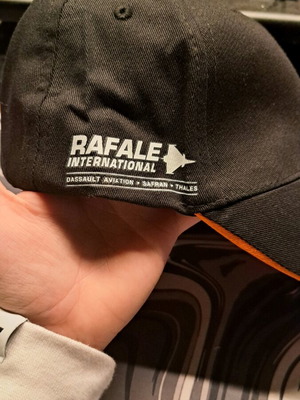 RAFALE
INTERNATIONAL
DASSAULT AVIATION • SAFRAN • THALES